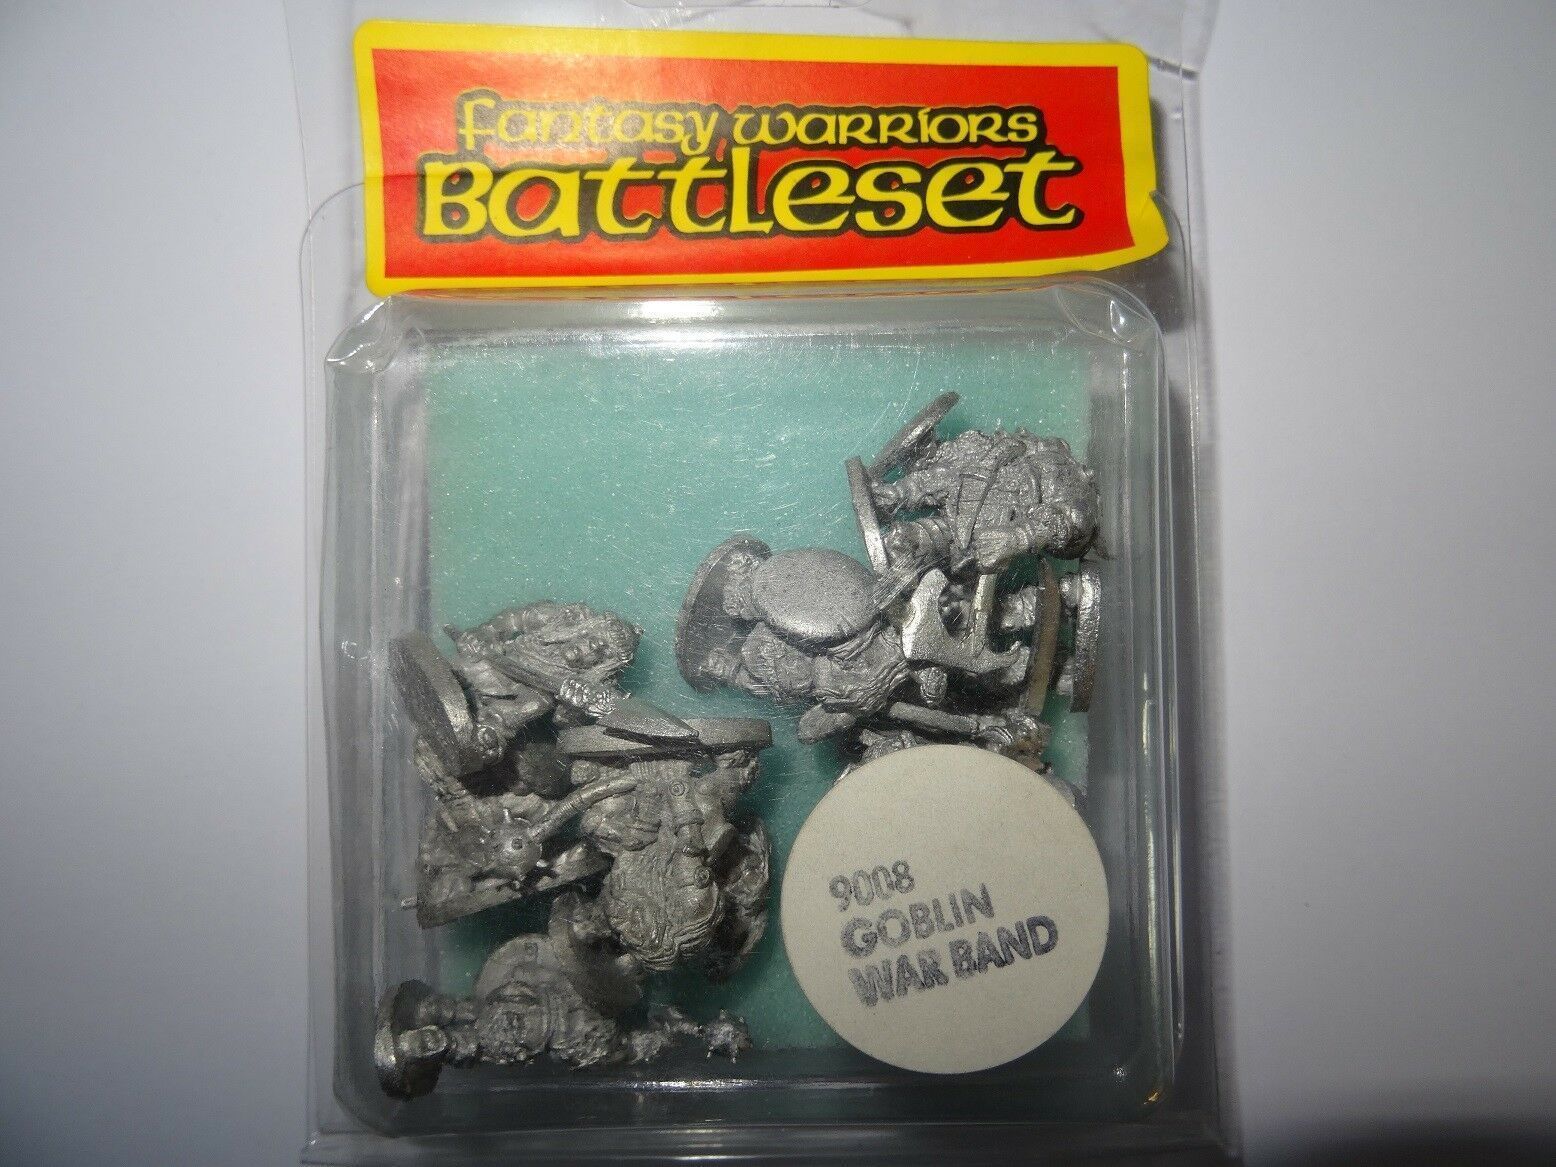 fantasy warriors
Battleset
9008
GOBLIN
WAR BAND